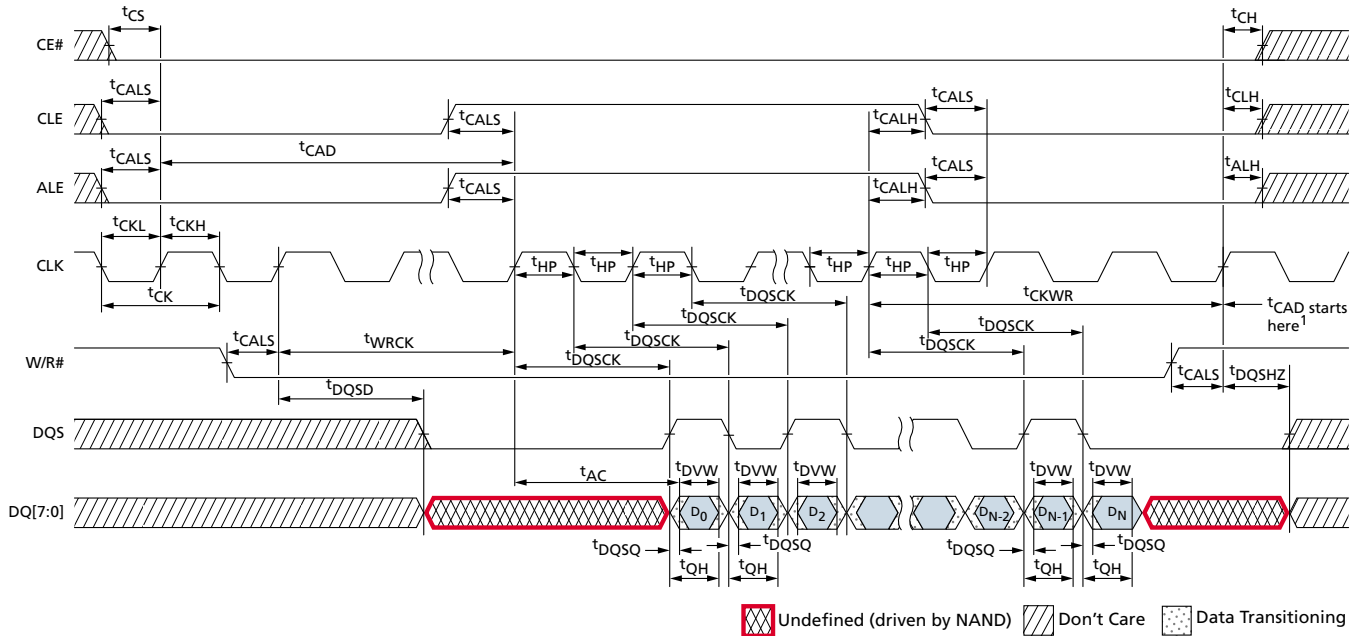 tCS
tCH
CE#
tCALS
tCALS
tCLH
CLE
tCALS
tCALH
tCAD
tCALS
tCALS
tALH
ALE
tCALS
tCALH
tCKL
tCKH
CLK
tHP
tHP
tHP
tHP
tHP
tHP
tCK
tDQSCK
tCKWR
tCAD starts
here1
tDQSCK
tDQSCK
tCALS
tWRCK
tDQSCK
tDQSCK
W/R#
tDQSCK
tCALS
tDQSHZ
tDQSD
DQS
tAC
tDVW
tDVW
tDVW
tDVW
tDVW
DQ[7:0]
D0
D1
D2
DN-2
DN-1
DN
tDQSQ
tDQSQ
tDQSQ
tDQSQ
tQH
tQH
tQH
tQH
Undefined (driven by NAND)
Don't Care
Data Transitioning